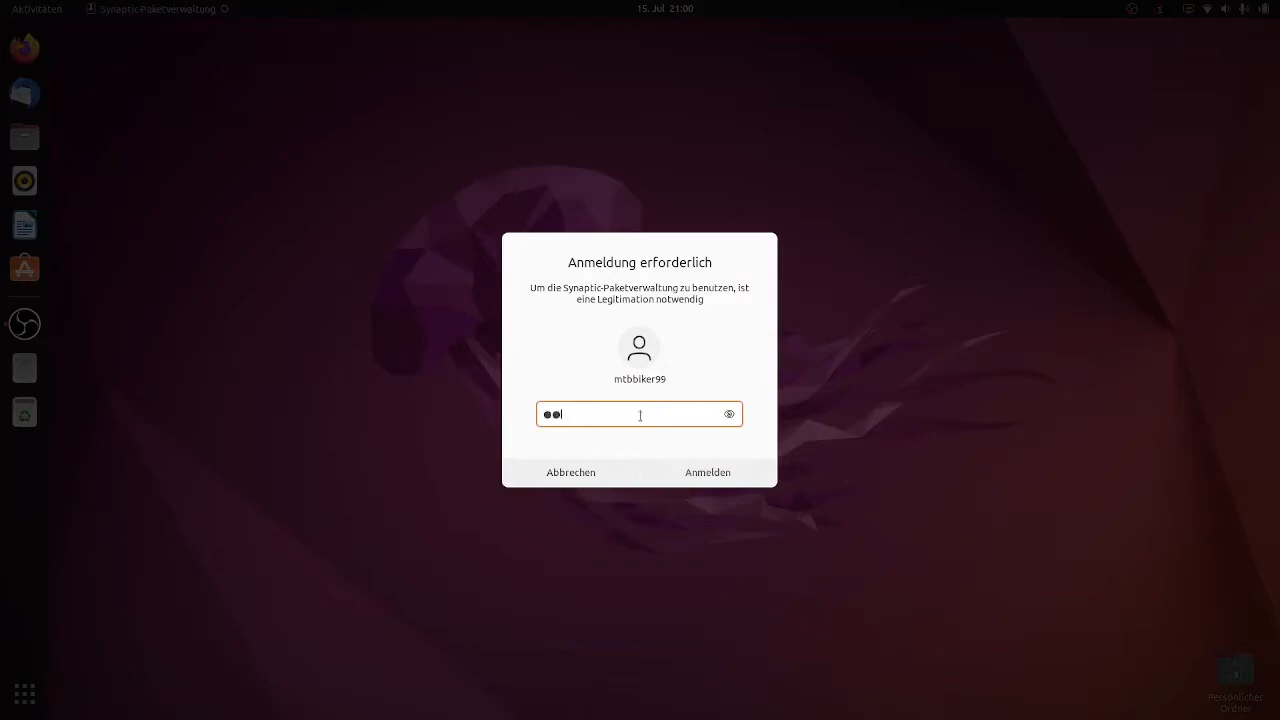 Aktivitäten
Synaptic-Paketverwaltung
15. Jul 21:00
Anmeldung erforderlich
Um die Synaptic-Paketverwaltung zu benutzen, ist
eine Legitimation notwendig
mtbbiker99
Abbrechen
Anmelden
Persönlicher
Ordner